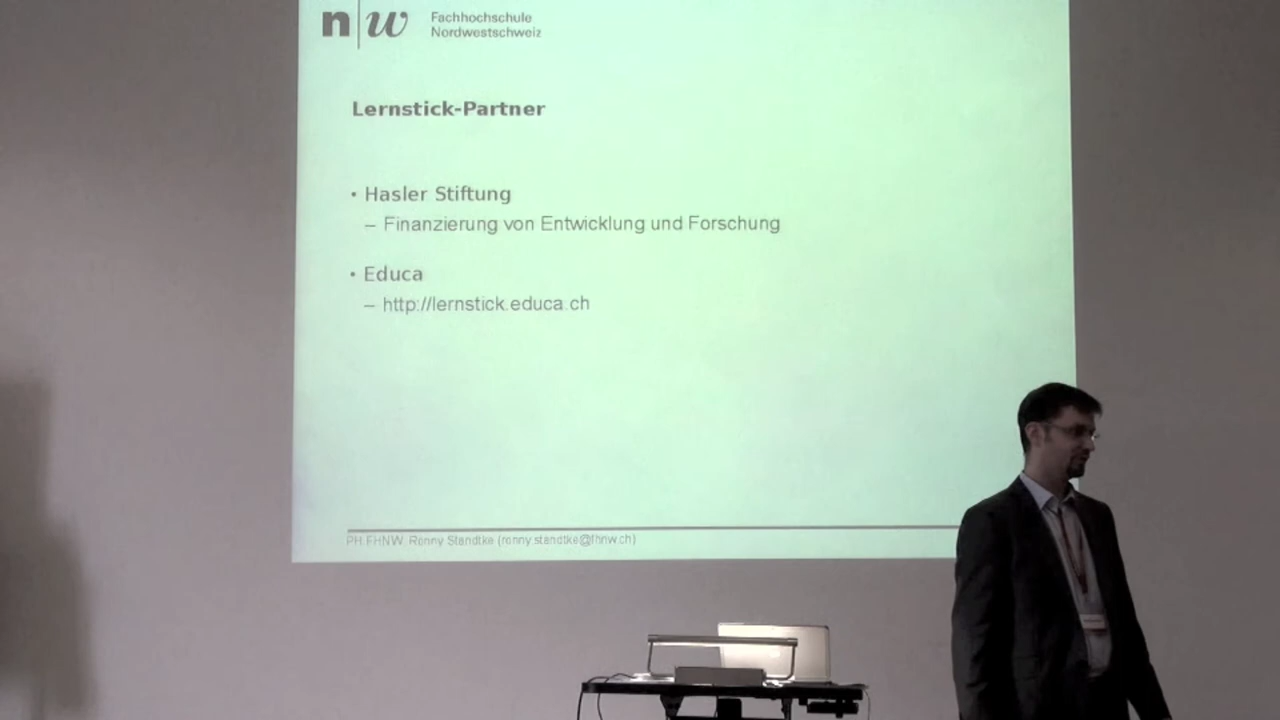 n w Fachhochschule
Nordwestschweiz
Lernstick-Partner
• Hasler Stiftung
– Finanzierung von Entwicklung und Forschung
• Educa
– http://lernstick.educa.ch
PH FHNW, Ronny Standtke (ronny.standtke@fhnw.ch)